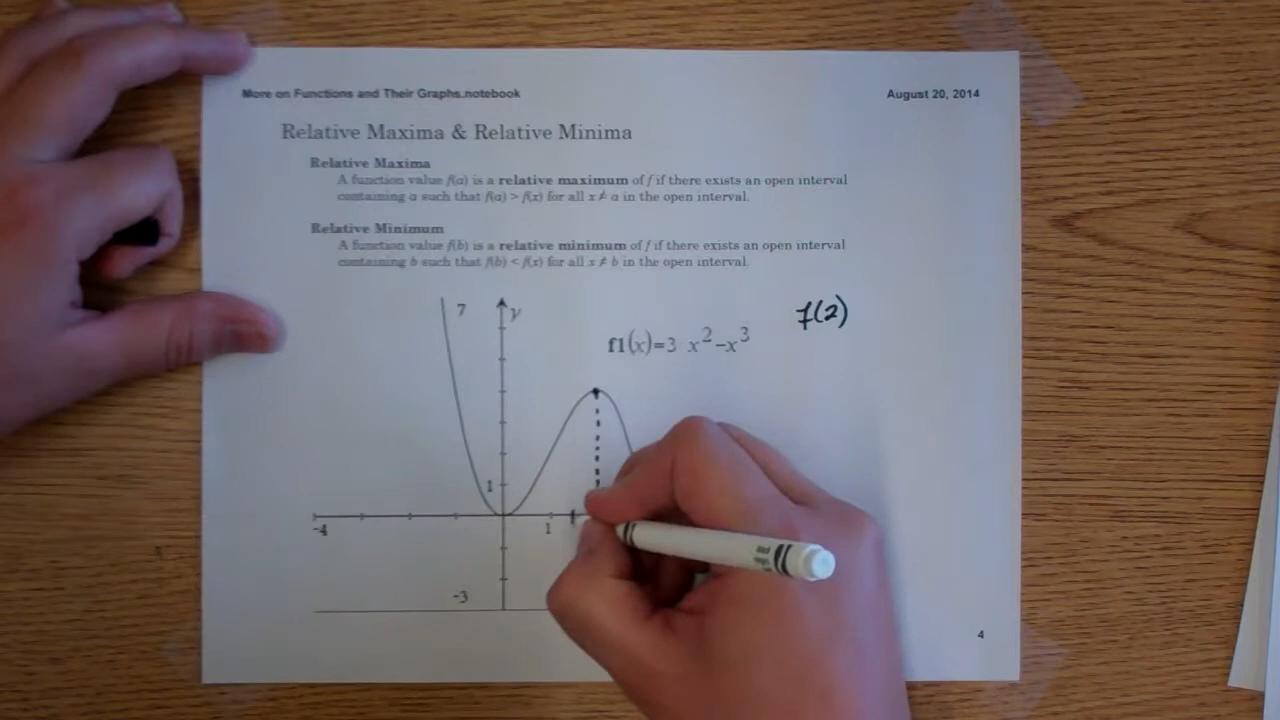 More on Functions and Their Graphs.notebook
August 20, 2014
Relative Maxima & Relative Minima
Relative Maxima
A function value f(a) is a relative maximum of f if there exists an open interval
containing a such that f(a) > f(x) for all x ≠ a in the open interval.
Relative Minimum
A function value f(b) is a relative minimum of f if there exists an open interval
containing b such that f(b) < f(x) for all x ≠ b in the open interval.
7
y
f(2)
f1(x)=3 x²–x³
1
-4
1
-3
4